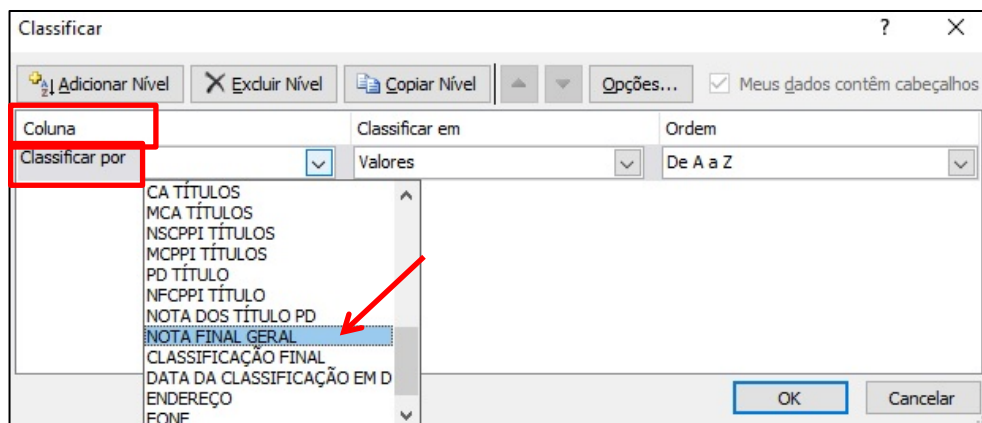 Classificar ? X
Adicionar Nível Excluir Nível Copiar Nível Opções... Meus dados contêm cabeçalhos
Coluna Classificar em Ordem
Classificar por Valores De A a Z
CA TÍTULOS
MCA TÍTULOS
NSCPPI TÍTULOS
MCPPI TÍTULOS
PD TÍTULO
NFCPPI TÍTULO
NOTA DOS TÍTULO PD
NOTA FINAL GERAL
CLASSIFICAÇÃO FINAL
DATA DA CLASSIFICAÇÃO EM D
ENDEREÇO
FONE
OK Cancelar